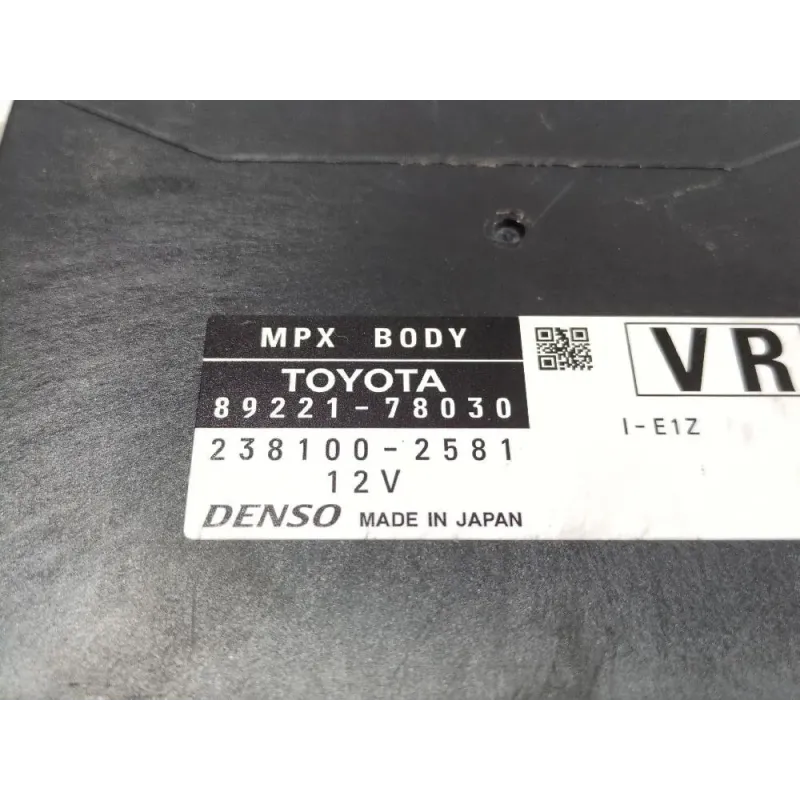 MPX BODY
TOYOTA
89221-78030
238100-2581
12V
DENSO MADE IN JAPAN
VR
I-E1Z